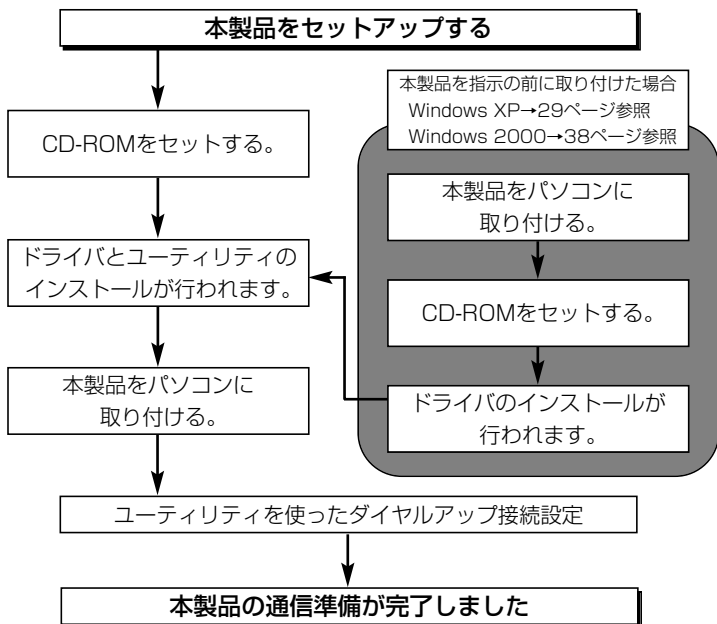 本製品をセットアップする
CD-ROMをセットする。
ドライバとユーティリティの
インストールが行われます。
本製品をパソコンに
取り付ける。
本製品を指示の前に取り付けた場合
Windows XP→29ページ参照
Windows 2000→38ページ参照
本製品をパソコンに
取り付ける。
CD-ROMをセットする。
ドライバのインストールが
行われます。
ユーティリティを使ったダイヤルアップ接続設定
本製品の通信準備が完了しました